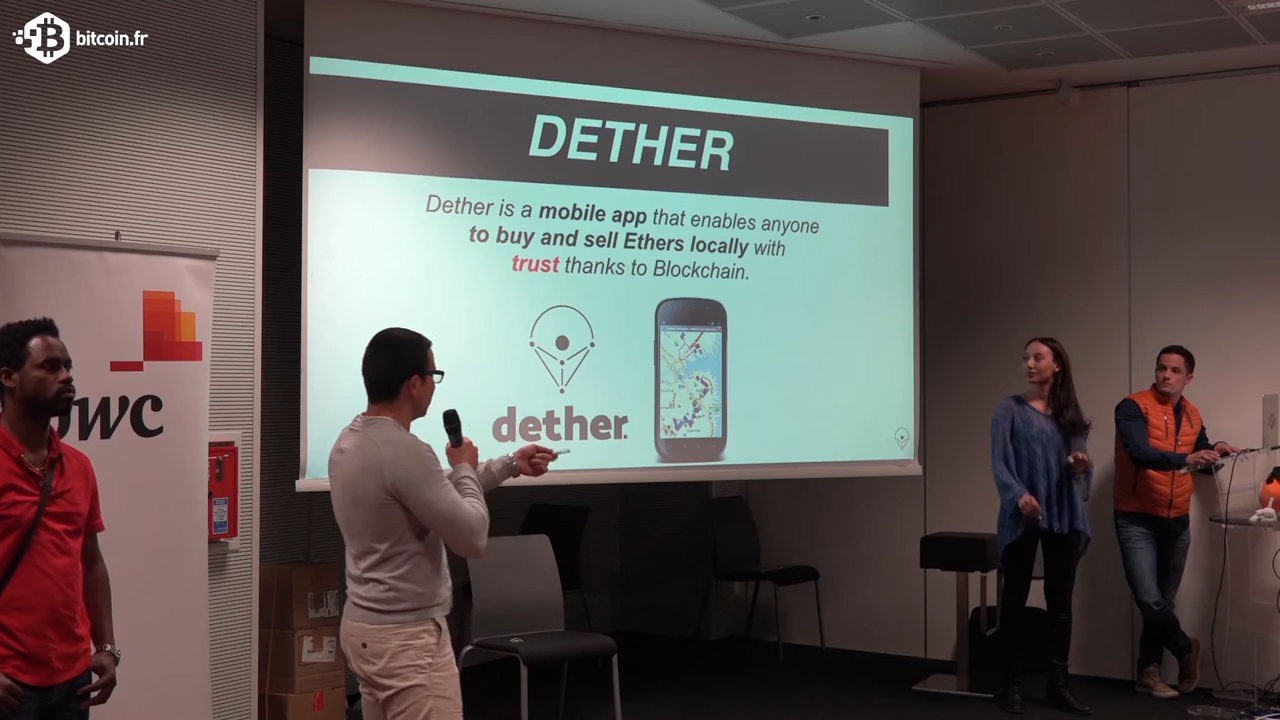 bitcoin.fr
DETHER
Dether is a mobile app that enables anyone
to buy and sell Ethers locally with
trust thanks to Blockchain.
dether.
pwc